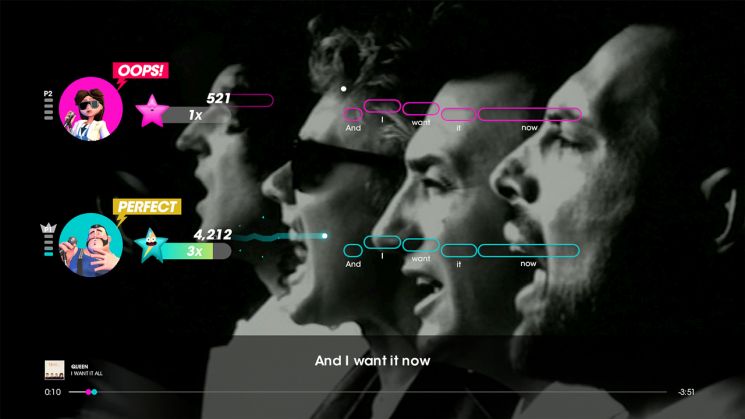 OOPS!
P2
521
1x
And I want it now
PERFECT
P1
4,212
3x
And I want it now
And I want it now
QUEEN
I WANT IT ALL
0:10
-3:51